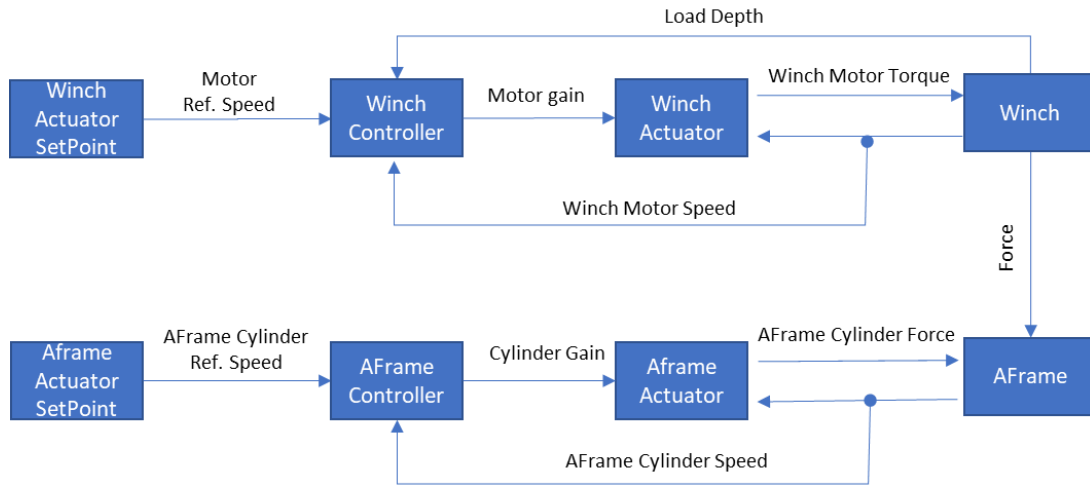 Load Depth
Motor
Ref. Speed
Winch Motor Torque
Motor gain
Winch
Actuator
SetPoint
Winch
Controller
Winch
Actuator
Winch
Winch Motor Speed
Force
AFrame Cylinder
Ref. Speed
Cylinder Gain
AFrame Cylinder Force
Aframe
Actuator
SetPoint
AFrame
Controller
Aframe
Actuator
AFrame
AFrame Cylinder Speed